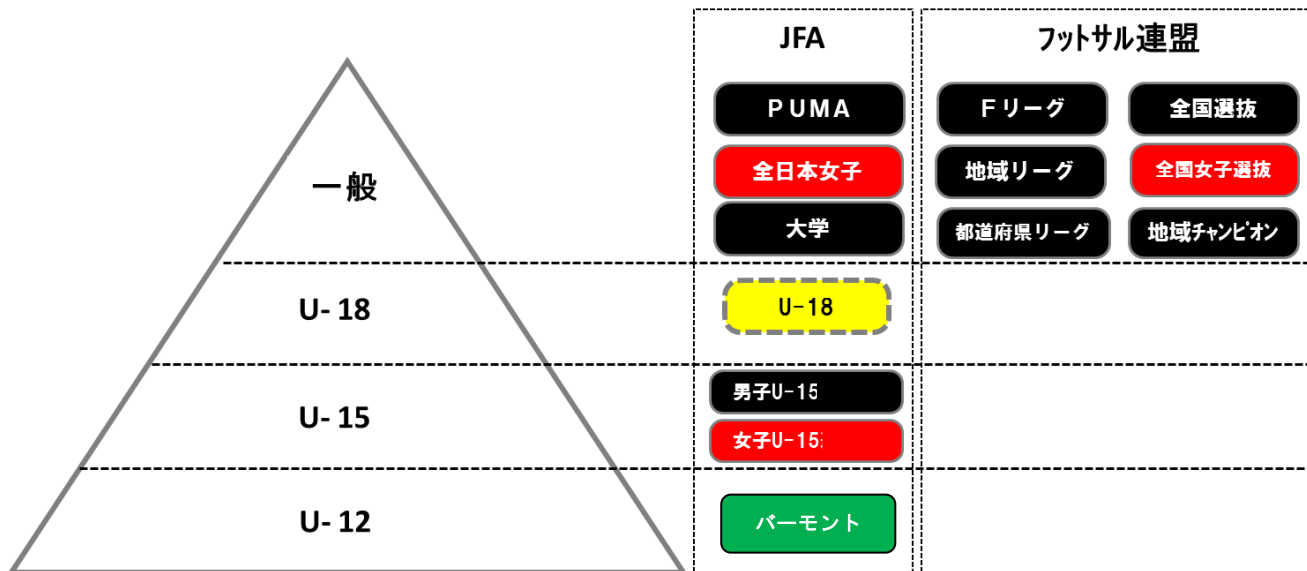 JFA
フットサル連盟
一般
PUMA
Fリーグ
全国選抜
全日本女子
地域リーグ
全国女子選抜
大学
都道府県リーグ
地域チャンピオン
U-18
U-18
U-15
男子U-15
女子U-15
U-12
バーモント